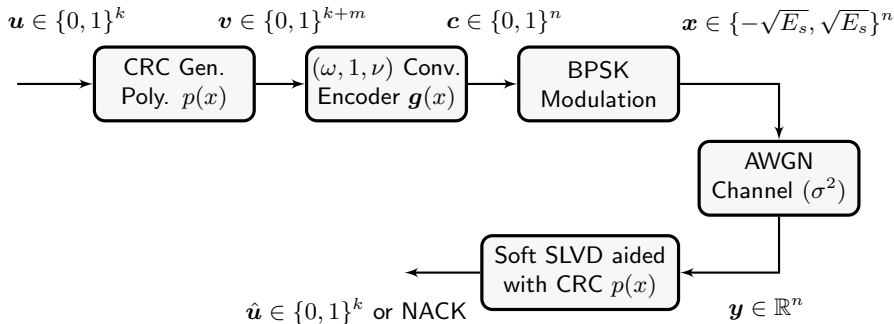 𝒖 ∈ {0, 1}^k
𝒗 ∈ {0, 1}^{k+m}
𝒄 ∈ {0, 1}^n
𝒙 ∈ {−√E_s, √E_s}^n
CRC Gen.
Poly. p(x)
(ω, 1, ν) Conv.
Encoder 𝒈(x)
BPSK
Modulation
AWGN
Channel (σ²)
Soft SLVD aided
with CRC p(x)
𝒖̂ ∈ {0, 1}^k or NACK
𝒚 ∈ ℝ^n